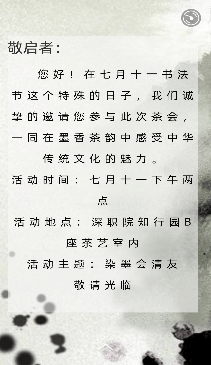 敬启者：
您好！在七月十一书法
节这个特殊的日子，我们诚
挚的邀请您参与此次茶会，
一同在墨香茶韵中感受中华
传统文化的魅力。
活动时间：七月十一下午两
点
活动地点：深职院知行园B
座茶艺室内
活动主题：染墨会清友
敬请光临